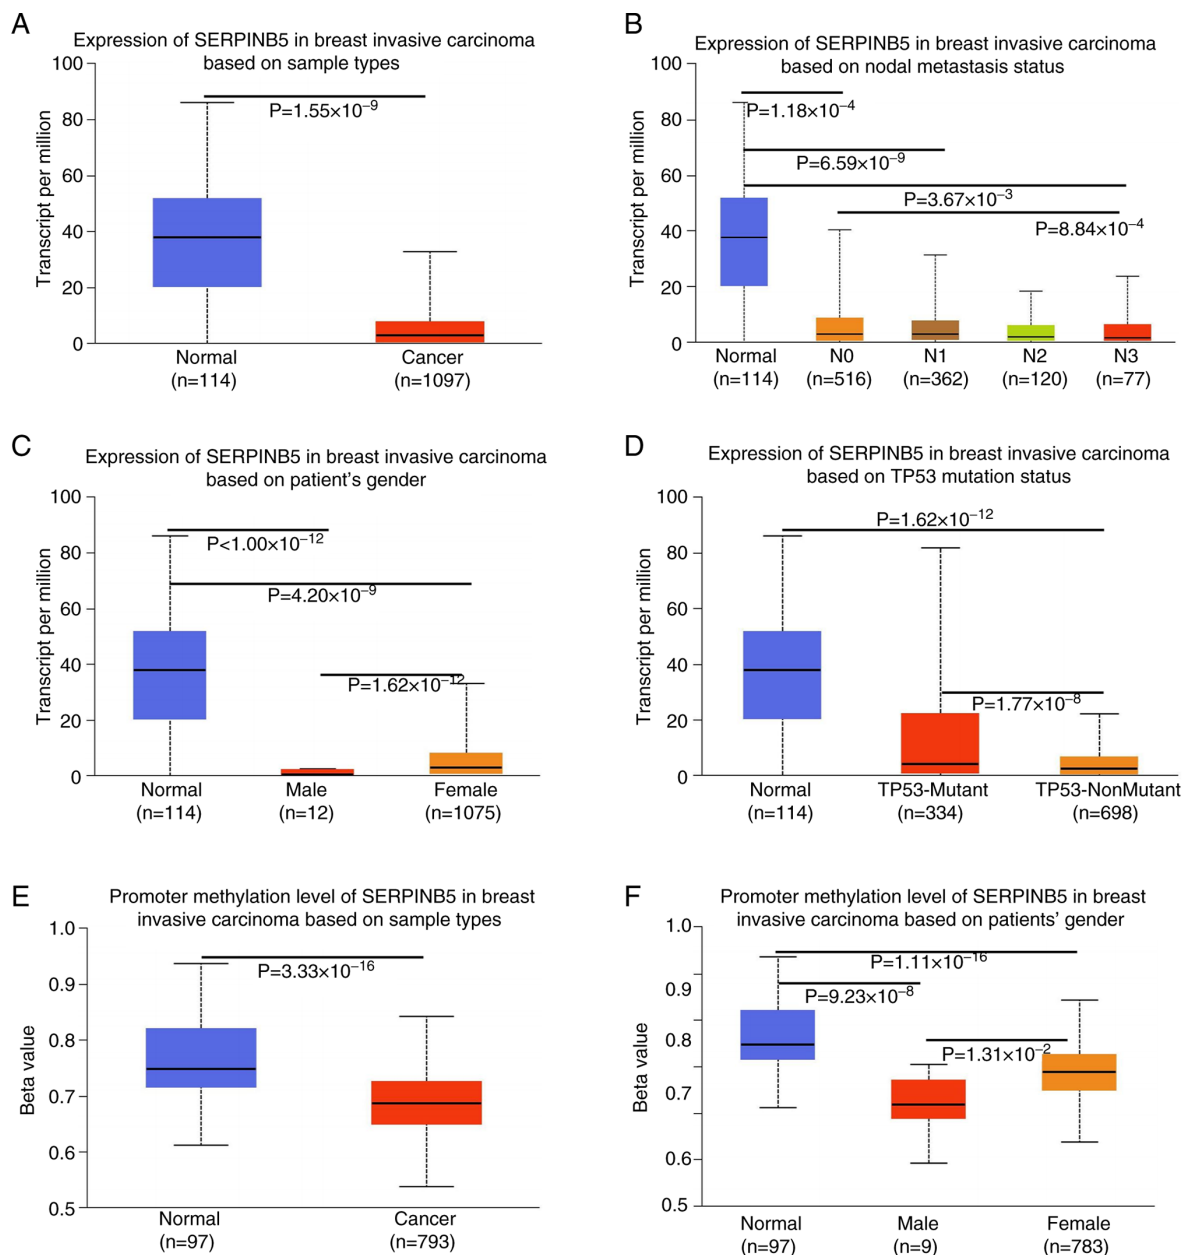 A
Expression of SERPINB5 in breast invasive carcinoma
based on sample types
Transcript per million
100
80
60
40
20
0
P=1.55×10⁻⁹
Normal
(n=114)
Cancer
(n=1097)
B
Expression of SERPINB5 in breast invasive carcinoma
based on nodal metastasis status
Transcript per million
100
80
60
40
20
0
P=1.18×10⁻⁴
P=6.59×10⁻⁹
P=3.67×10⁻³
P=8.84×10⁻⁴
Normal
(n=114)
N0
(n=516)
N1
(n=362)
N2
(n=120)
N3
(n=77)
C
Expression of SERPINB5 in breast invasive carcinoma
based on patient's gender
Transcript per million
100
80
60
40
20
0
P<1.00×10⁻¹²
P=4.20×10⁻⁹
P=1.62×10⁻¹²
Normal
(n=114)
Male
(n=12)
Female
(n=1075)
D
Expression of SERPINB5 in breast invasive carcinoma
based on TP53 mutation status
Transcript per million
100
80
60
40
20
0
P=1.62×10⁻¹²
P=1.77×10⁻⁸
Normal
(n=114)
TP53-Mutant
(n=334)
TP53-NonMutant
(n=698)
E
Promoter methylation level of SERPINB5 in breast
invasive carcinoma based on sample types
Beta value
1.0
0.9
0.8
0.7
0.6
0.5
P=3.33×10⁻¹⁶
Normal
(n=97)
Cancer
(n=793)
F
Promoter methylation level of SERPINB5 in breast
invasive carcinoma based on patients' gender
Beta value
1.0
0.9
0.8
0.7
0.6
0.5
P=1.11×10⁻¹⁶
P=9.23×10⁻⁸
P=1.31×10⁻²
Normal
(n=97)
Male
(n=9)
Female
(n=783)